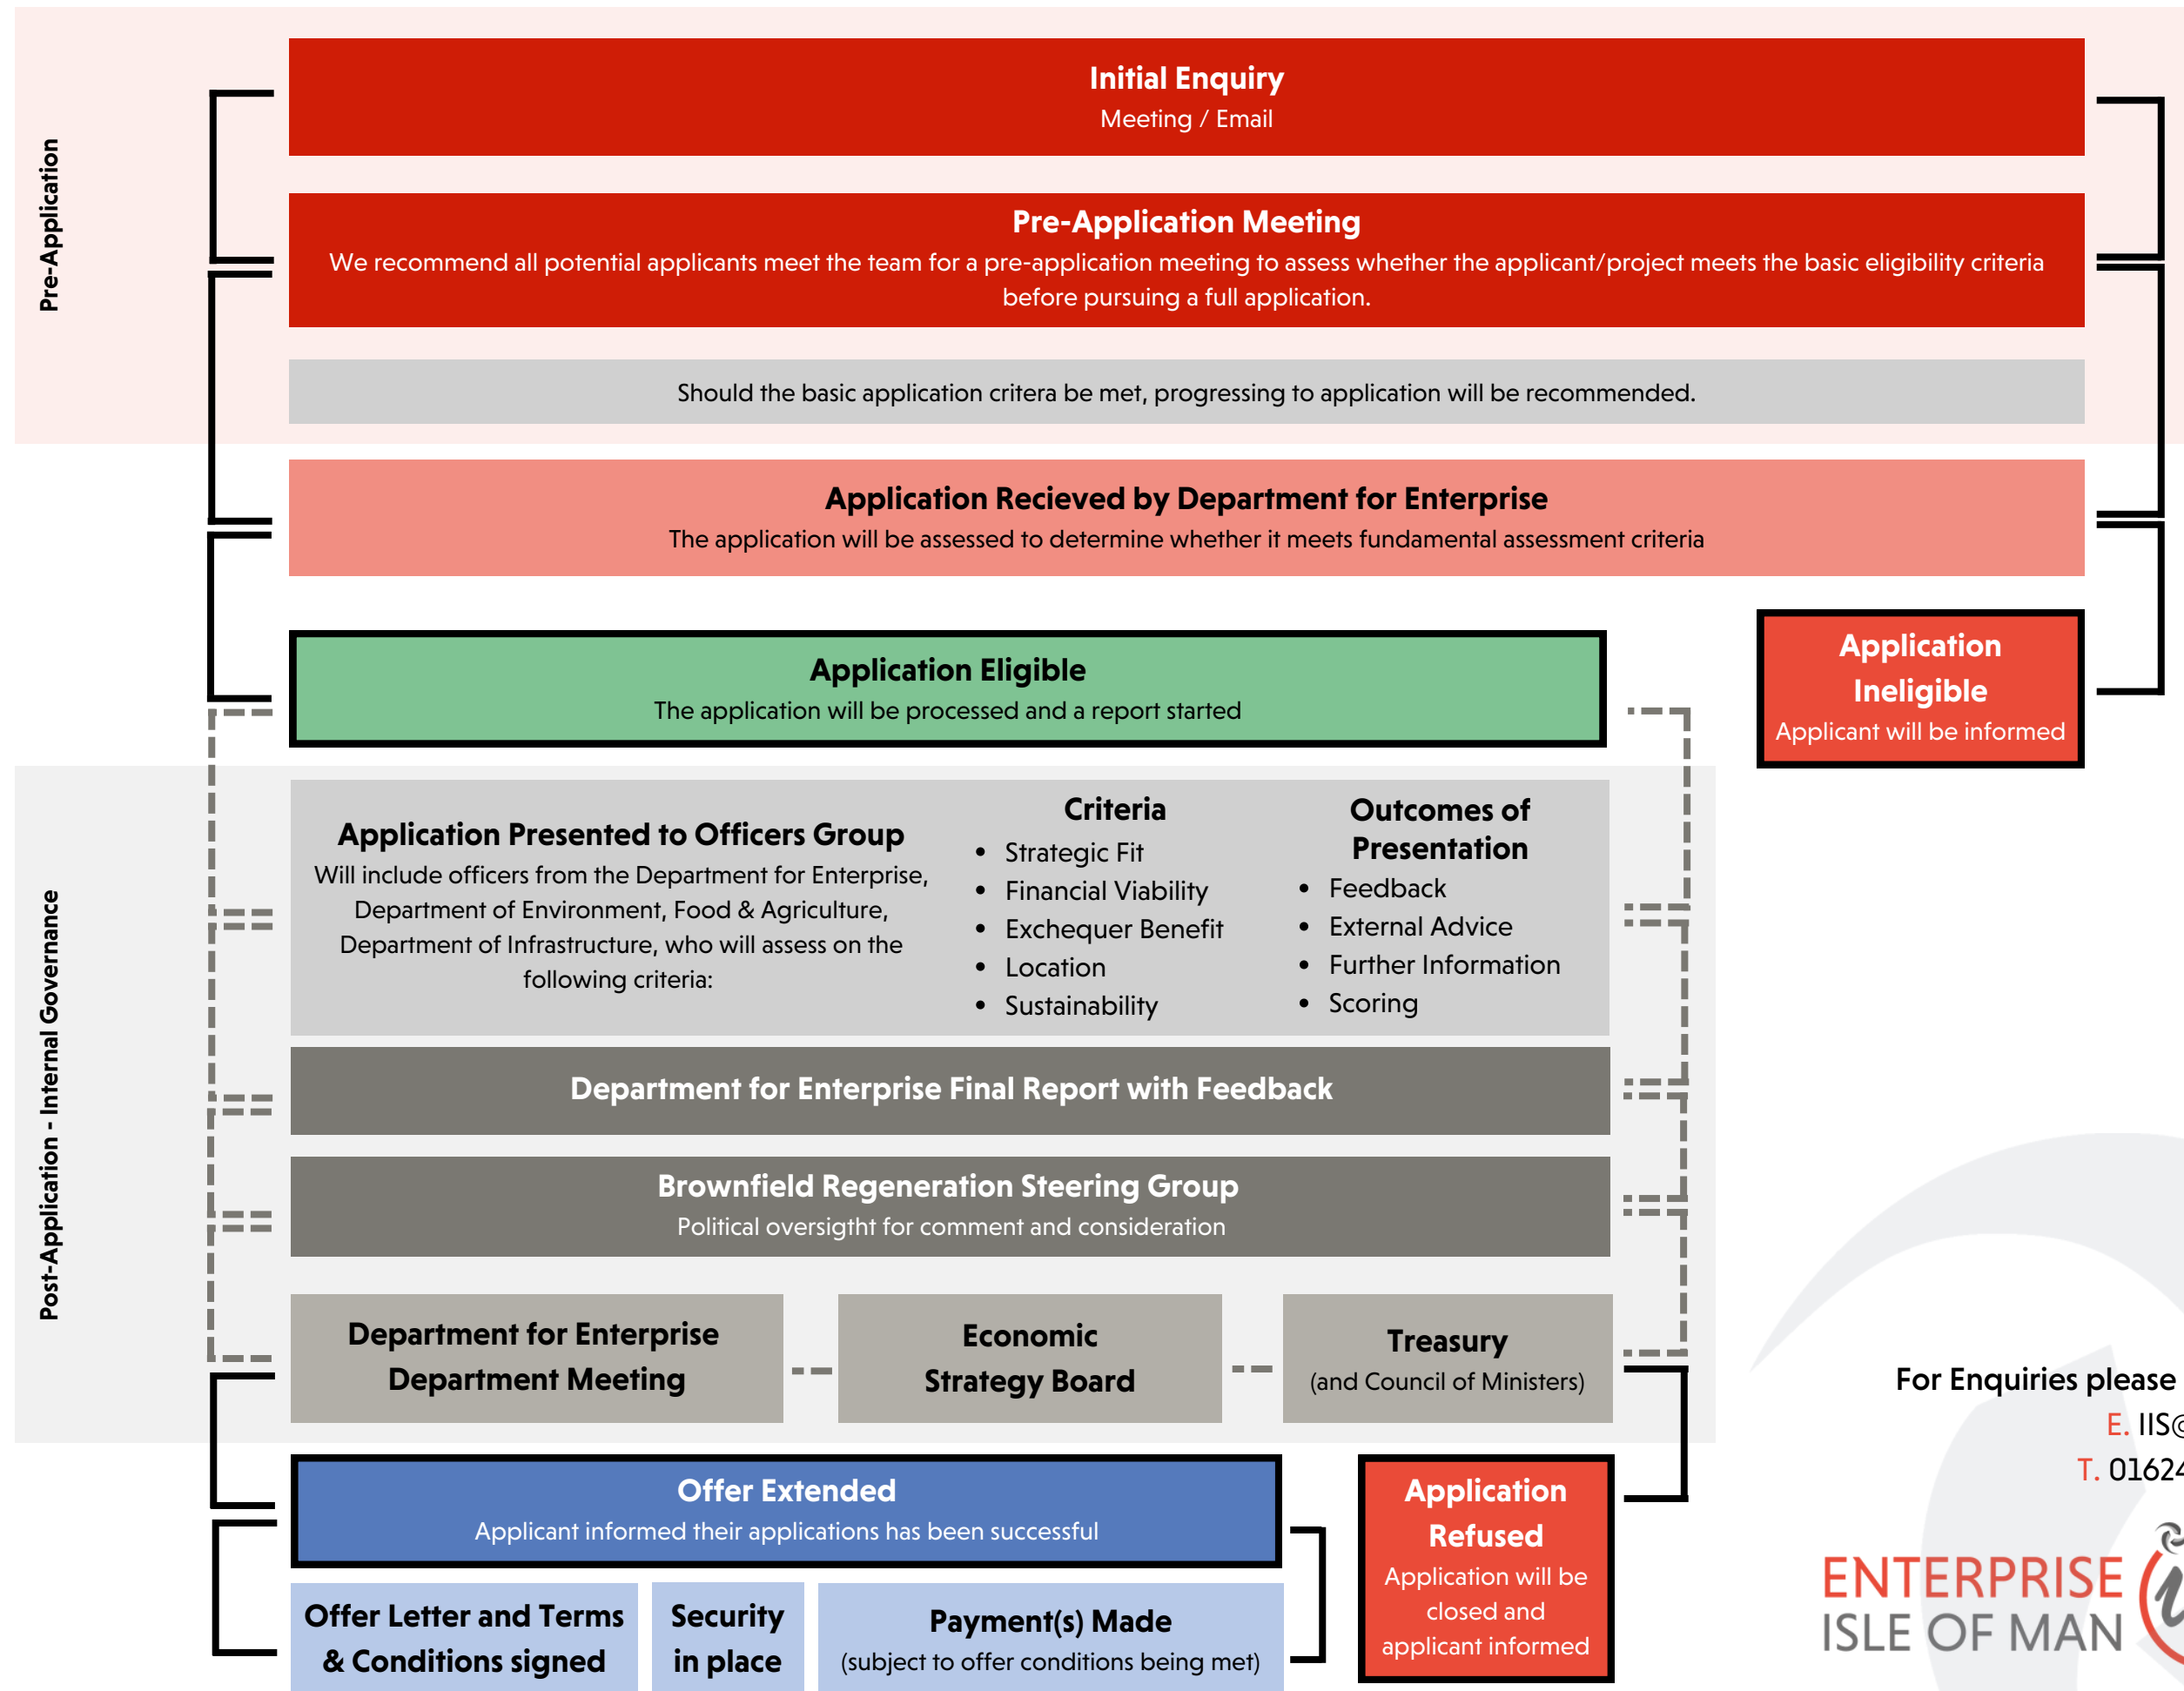 Pre-Application
Initial Enquiry
Meeting / Email
Pre-Application Meeting
We recommend all potential applicants meet the team for a pre-application meeting to assess whether the applicant/project meets the basic eligibility criteria
before pursuing a full application.
Should the basic application critera be met, progressing to application will be recommended.
Application Recieved by Department for Enterprise
The application will be assessed to determine whether it meets fundamental assessment criteria
Application Eligible
The application will be processed and a report started
Application
Ineligible
Applicant will be informed
Post-Application - Internal Governance
Application Presented to Officers Group
Will include officers from the Department for Enterprise,
Department of Environment, Food & Agriculture,
Department of Infrastructure, who will assess on the
following criteria:
Criteria
• Strategic Fit
• Financial Viability
• Exchequer Benefit
• Location
• Sustainability
Outcomes of
Presentation
• Feedback
• External Advice
• Further Information
• Scoring
Department for Enterprise Final Report with Feedback
Brownfield Regeneration Steering Group
Political oversigtht for comment and consideration
Department for Enterprise
Department Meeting
Economic
Strategy Board
Treasury
(and Council of Ministers)
Offer Extended
Applicant informed their applications has been successful
Offer Letter and Terms
& Conditions signed
Security
in place
Payment(s) Made
(subject to offer conditions being met)
Application
Refused
Application will be
closed and
applicant informed
For Enquiries please
E. IIS@
T. 01624
ENTERPRISE
ISLE OF MAN